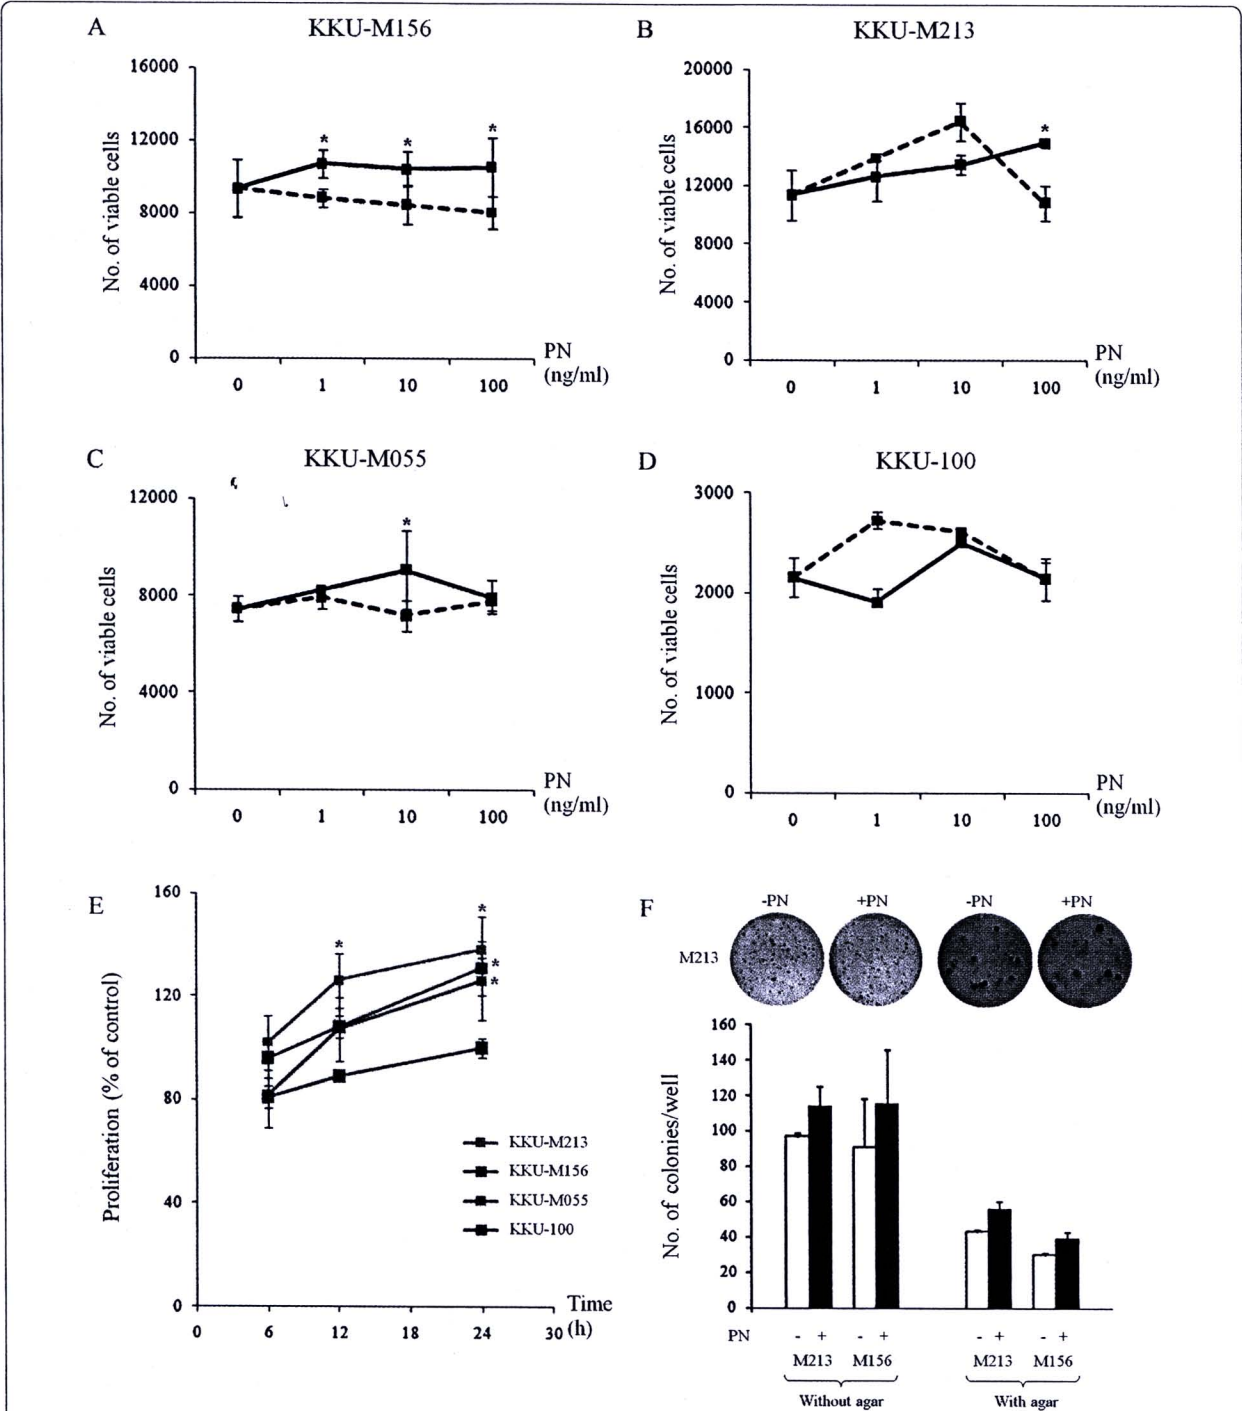 A
KKU-M156
No. of viable cells
16000
12000
8000
4000
0
*
*
*
0 1 10 100
PN
(ng/ml)
B
KKU-M213
No. of viable cells
20000
16000
12000
8000
4000
0
*
0 1 10 100
PN
(ng/ml)
C
KKU-M055
No. of viable cells
12000
8000
4000
0
*
0 1 10 100
PN
(ng/ml)
D
KKU-100
No. of viable cells
3000
2000
1000
0
0 1 10 100
PN
(ng/ml)
E
Proliferation (% of control)
160
120
80
40
0
*
*
*
*
KKU-M213
KKU-M156
KKU-M055
KKU-100
0 6 12 18 24 30
Time
(h)
F
-PN +PN -PN +PN
M213
No. of colonies/well
160
140
120
100
80
60
40
20
0
PN - + - + - + - +
M213 M156 M213 M156
Without agar With agar